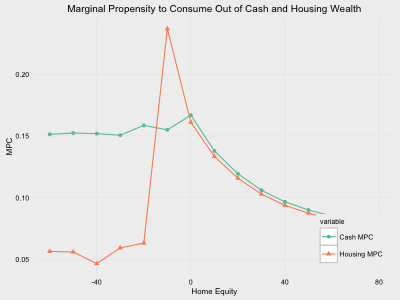 Marginal Propensity to Consume Out of Cash and Housing Wealth
0.20
0.15
0.10
0.05
MPC
-40
0
40
80
Home Equity
variable
Cash MPC
Housing MPC